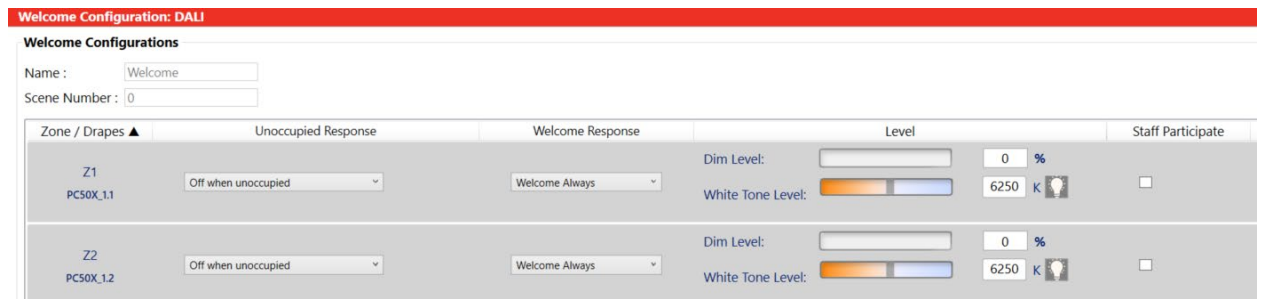 Welcome Configuration: DALI
Welcome Configurations
Name : Welcome
Scene Number : 0
Zone / Drapes ▲ Unoccupied Response Welcome Response Level Staff Participate
Z1
PC50X_1.1
Off when unoccupied
Welcome Always
Dim Level: 0 %
White Tone Level: 6250 K
Z2
PC50X_1.2
Off when unoccupied
Welcome Always
Dim Level: 0 %
White Tone Level: 6250 K